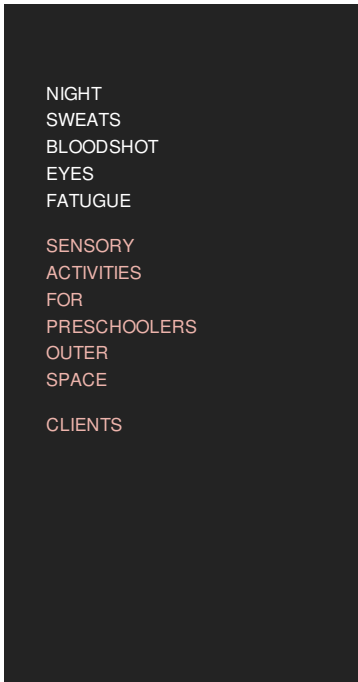 NIGHT
SWEATS
BLOODSHOT
EYES
FATUGUE
SENSORY
ACTIVITIES
FOR
PRESCHOOLERS
OUTER
SPACE
CLIENTS